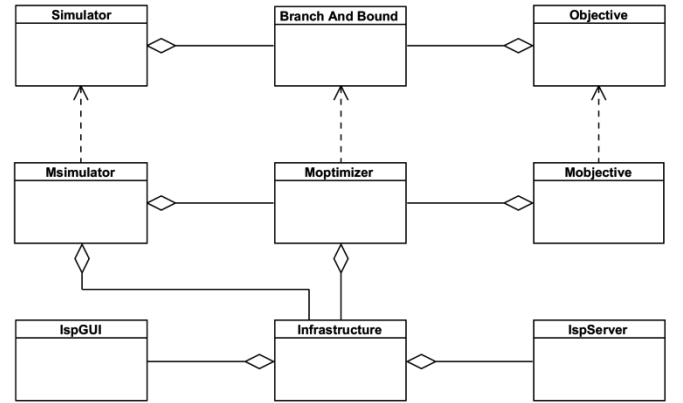 Simulator
Branch And Bound
Objective
Msimulator
Moptimizer
Mobjective
IspGUI
Infrastructure
IspServer